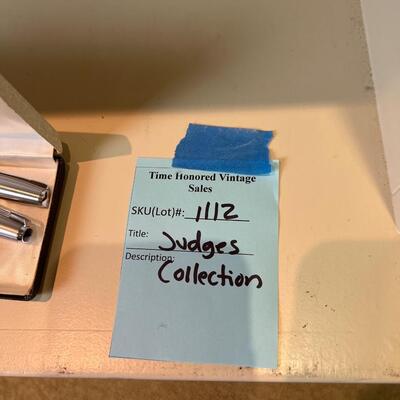 Time Honored Vintage
Sales
SKU(Lot)#: 1112
Title: Judges
Description:
Collection